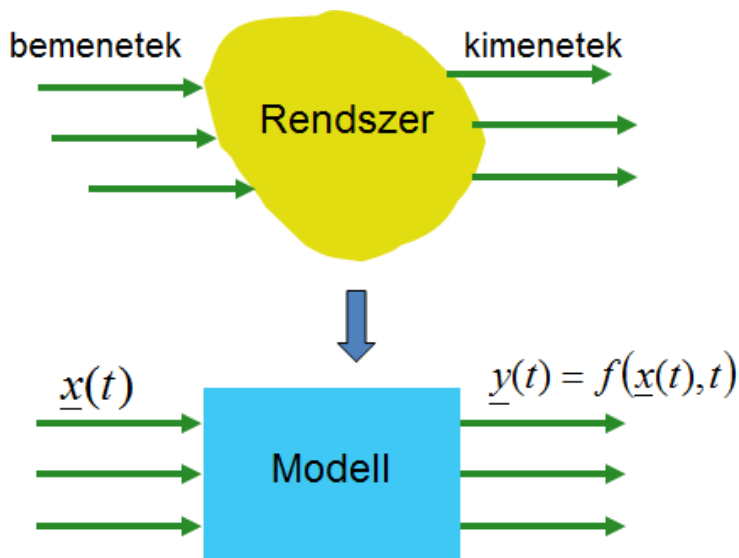 bemenetek
kimenetek
Rendszer
x(t)
y(t) = f(x(t), t)
Modell